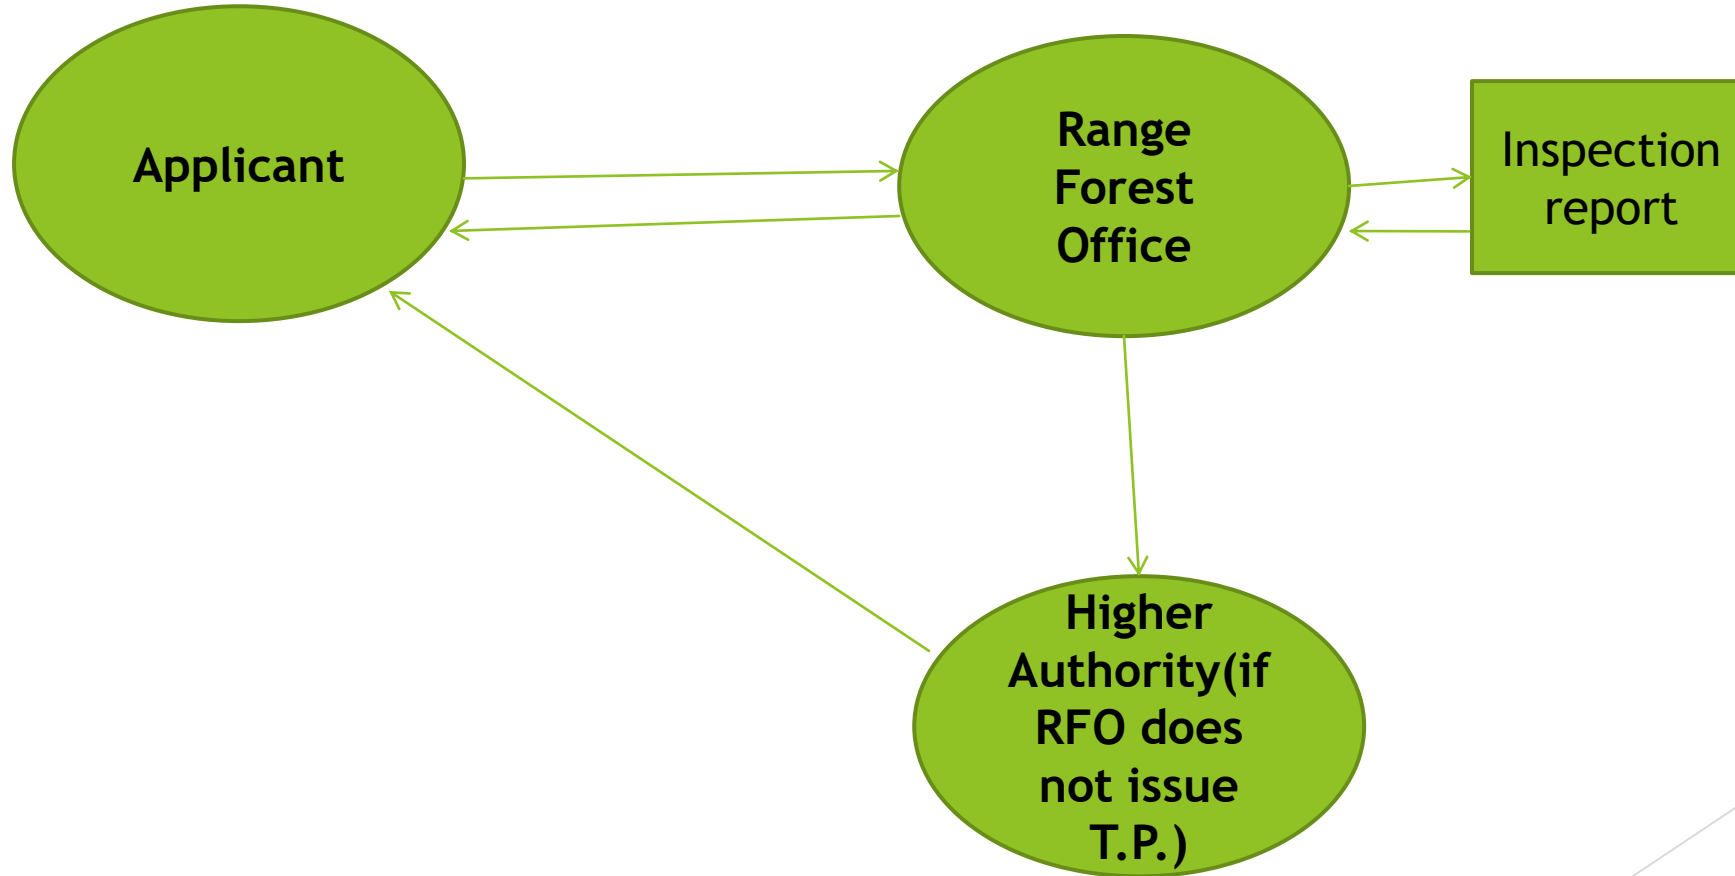 Applicant
Range
Forest
Office
Inspection
report
Higher
Authority(if
RFO does
not issue
T.P.)